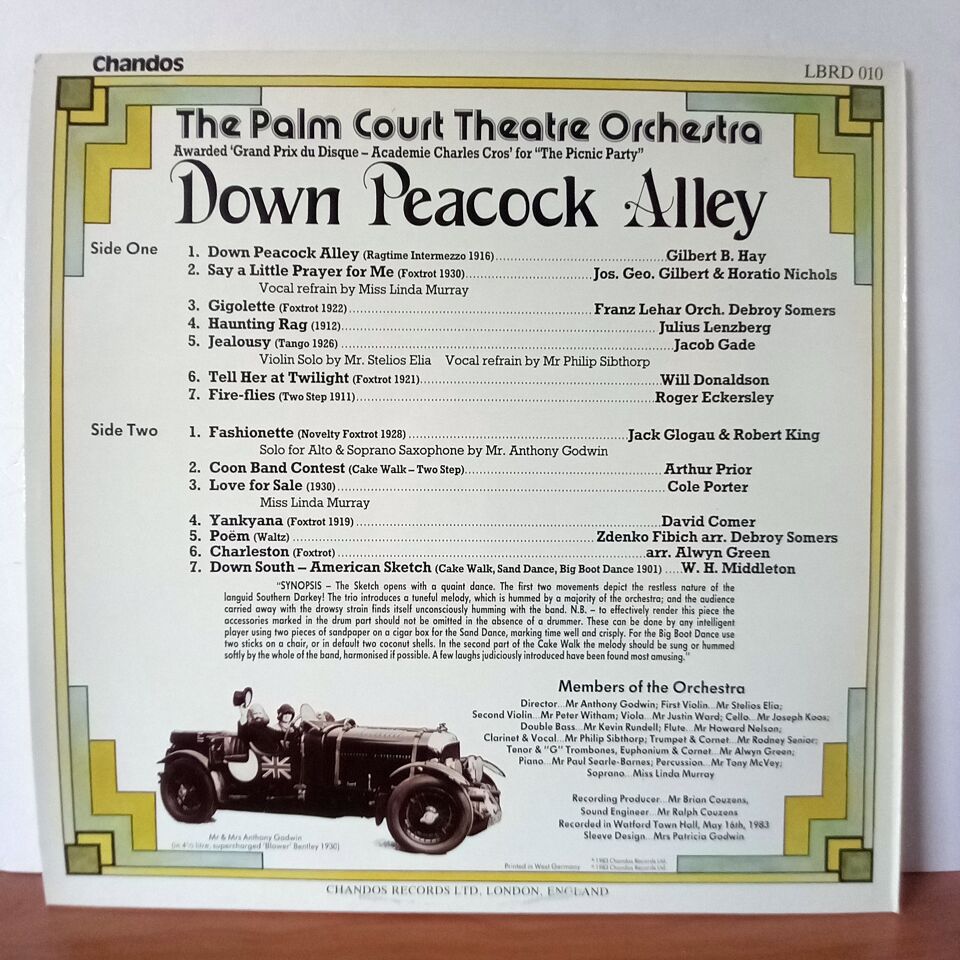 Chandos
LBRD 010
The Palm Court Theatre Orchestra
Awarded 'Grand Prix du Disque – Academie Charles Cros' for "The Picnic Party"
Down Peacock Alley
Side One
1. Down Peacock Alley (Ragtime Intermezzo 1916) Gilbert B. Hay
2. Say a Little Prayer for Me (Foxtrot 1930) Jos. Geo. Gilbert & Horatio Nichols
Vocal refrain by Miss Linda Murray
3. Gigolette (Foxtrot 1922) Franz Lehar Orch. Debroy Somers
4. Haunting Rag (1912) Julius Lenzberg
5. Jealousy (Tango 1926) Jacob Gade
Violin Solo by Mr. Stelios Elia Vocal refrain by Mr Philip Sibthorp
6. Tell Her at Twilight (Foxtrot 1921) Will Donaldson
7. Fire-flies (Two Step 1911) Roger Eckersley
Side Two
1. Fashionette (Novelty Foxtrot 1928) Jack Glogau & Robert King
Solo for Alto & Soprano Saxophone by Mr. Anthony Godwin
2. Coon Band Contest (Cake Walk – Two Step) Arthur Prior
3. Love for Sale (1930) Cole Porter
Miss Linda Murray
4. Yankyana (Foxtrot 1919) David Comer
5. Poëm (Waltz) Zdenko Fibich arr. Debroy Somers
6. Charleston (Foxtrot) arr. Alwyn Green
7. Down South – American Sketch (Cake Walk, Sand Dance, Big Boot Dance 1901) W. H. Middleton
"SYNOPSIS – The Sketch opens with a quaint dance. The first two movements depict the restless nature of the
languid Southern Darkey! The trio introduces a tuneful melody, which is hummed by a majority of the orchestra; and the audience
carried away with the drowsy strain finds itself unconsciously humming with the band. N.B. – to effectively render this piece the
accessories marked in the drum part should not be omitted in the absence of a drummer. These can be done by any intelligent
player using two pieces of sandpaper on a cigar box for the Sand Dance, marking time well and crisply. For the Big Boot Dance use
two sticks on a chair, or in default two coconut shells. In the second part of the Cake Walk the melody should be sung or hummed
softly by the whole of the band, harmonised if possible. A few laughs judiciously introduced have been found most amusing."
Members of the Orchestra
Director...Mr Anthony Godwin; First Violin...Mr Stelios Elia;
Second Violin...Mr Peter Witham; Viola...Mr Justin Ward; Cello...Mr Joseph Koos;
Double Bass...Mr Kevin Rundell; Flute...Mr Howard Nelson;
Clarinet & Vocal...Mr Philip Sibthorp; Trumpet & Cornet...Mr Rodney Senior;
Tenor & "G" Trombones, Euphonium & Cornet...Mr Alwyn Green;
Piano...Mr Paul Searle-Barnes; Percussion...Mr Tony McVey;
Soprano...Miss Linda Murray
Recording Producer...Mr Brian Couzens,
Sound Engineer...Mr Ralph Couzens
Recorded in Watford Town Hall, May 16th, 1983
Sleeve Design...Mrs Patricia Godwin
Mr & Mrs Anthony Godwin
(in 4½ litre, supercharged 'Blower' Bentley 1930)
Printed in West Germany
1983 Chandos Records Ltd.
1983 Chandos Records Ltd.
CHANDOS RECORDS LTD, LONDON, ENGLAND